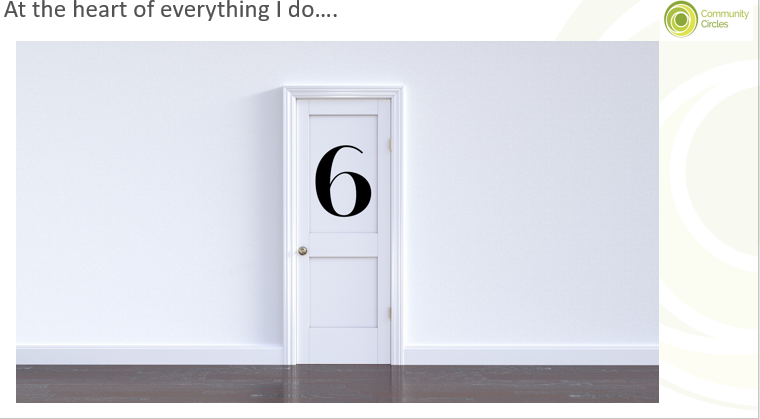 At the heart of everything I do....
Community
Circles
6